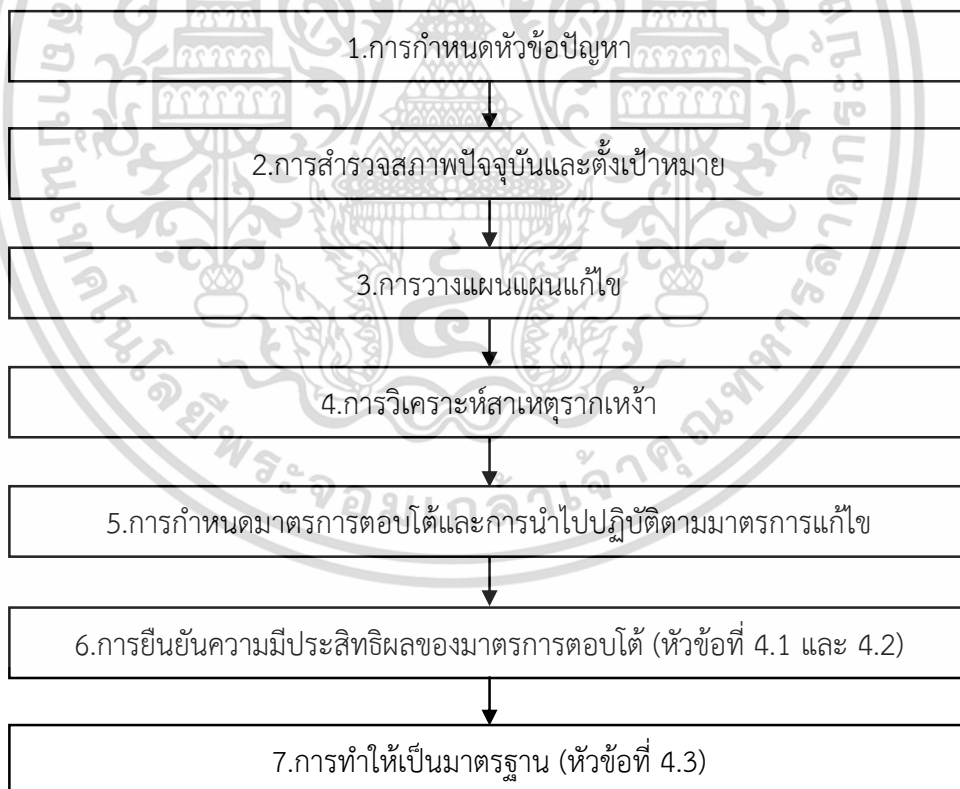 1.การกำหนดหัวข้อปัญหา
2.การสำรวจสภาพปัจจุบันและตั้งเป้าหมาย
3.การวางแผนแผนแก้ไข
4.การวิเคราะห์สาเหตุรากเหง้า
5.การกำหนดมาตรการตอบโต้และการนำไปปฏิบัติตามมาตรการแก้ไข
6.การยืนยันความมีประสิทธิผลของมาตรการตอบโต้ (หัวข้อที่ 4.1 และ 4.2)
7.การทำให้เป็นมาตรฐาน (หัวข้อที่ 4.3)